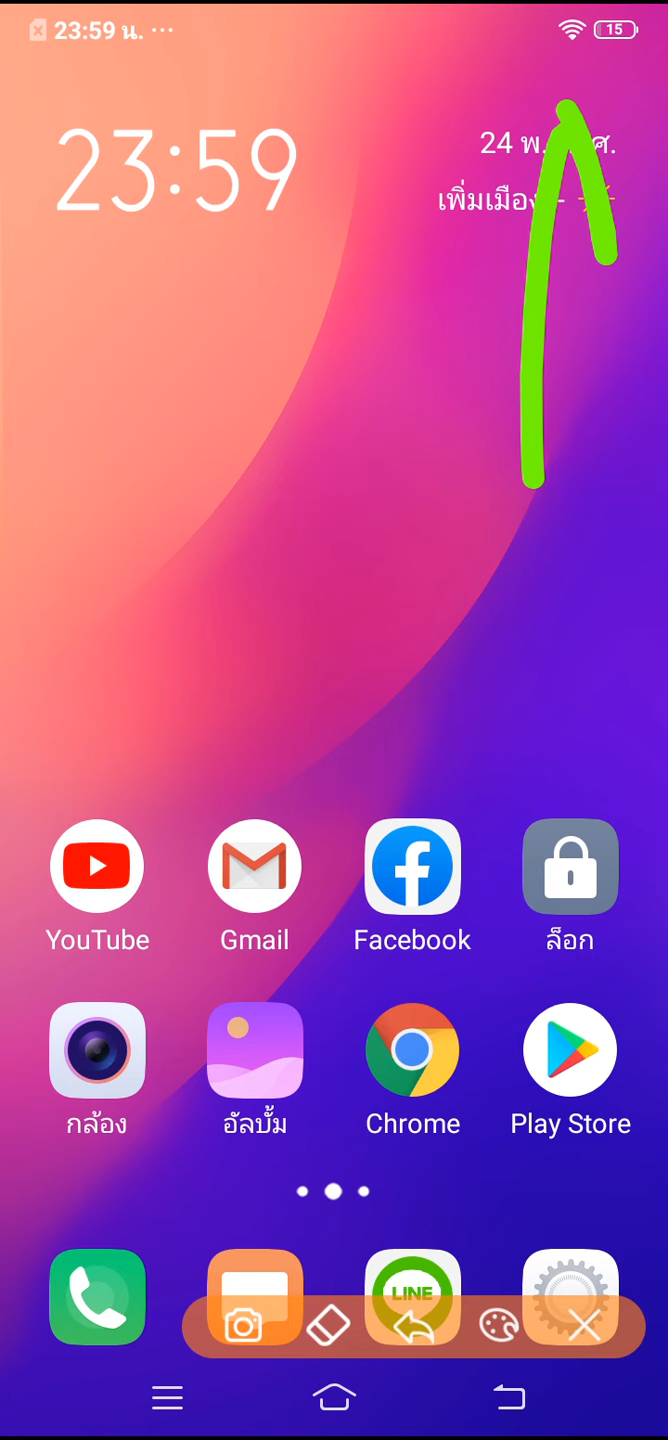 23:59 น. ...
15
23:59
24 พ.
ศ.
เพิ่มเมือง
YouTube
Gmail
Facebook
ล็อก
กล้อง
อัลบั้ม
Chrome
Play Store
LINE